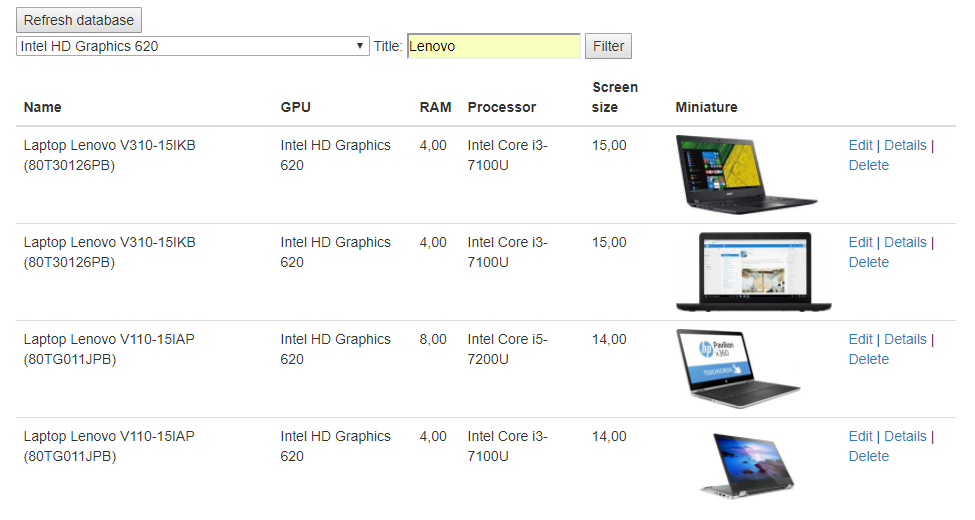 Refresh database
Intel HD Graphics 620 Title: Lenovo Filter
Name GPU RAM Processor Screen size Miniature
Laptop Lenovo V310-15IKB Intel HD Graphics 4,00 Intel Core i3- 15,00 Edit | Details |
(80T30126PB) 620 7100U Delete
Laptop Lenovo V310-15IKB Intel HD Graphics 4,00 Intel Core i3- 15,00 Edit | Details |
(80T30126PB) 620 7100U Delete
Laptop Lenovo V110-15IAP Intel HD Graphics 8,00 Intel Core i5- 14,00 Edit | Details |
(80TG011JPB) 620 7200U Delete
hp Pavilion
x360
TOUCHSCREEN
Laptop Lenovo V110-15IAP Intel HD Graphics 4,00 Intel Core i3- 14,00 Edit | Details |
(80TG011JPB) 620 7100U Delete